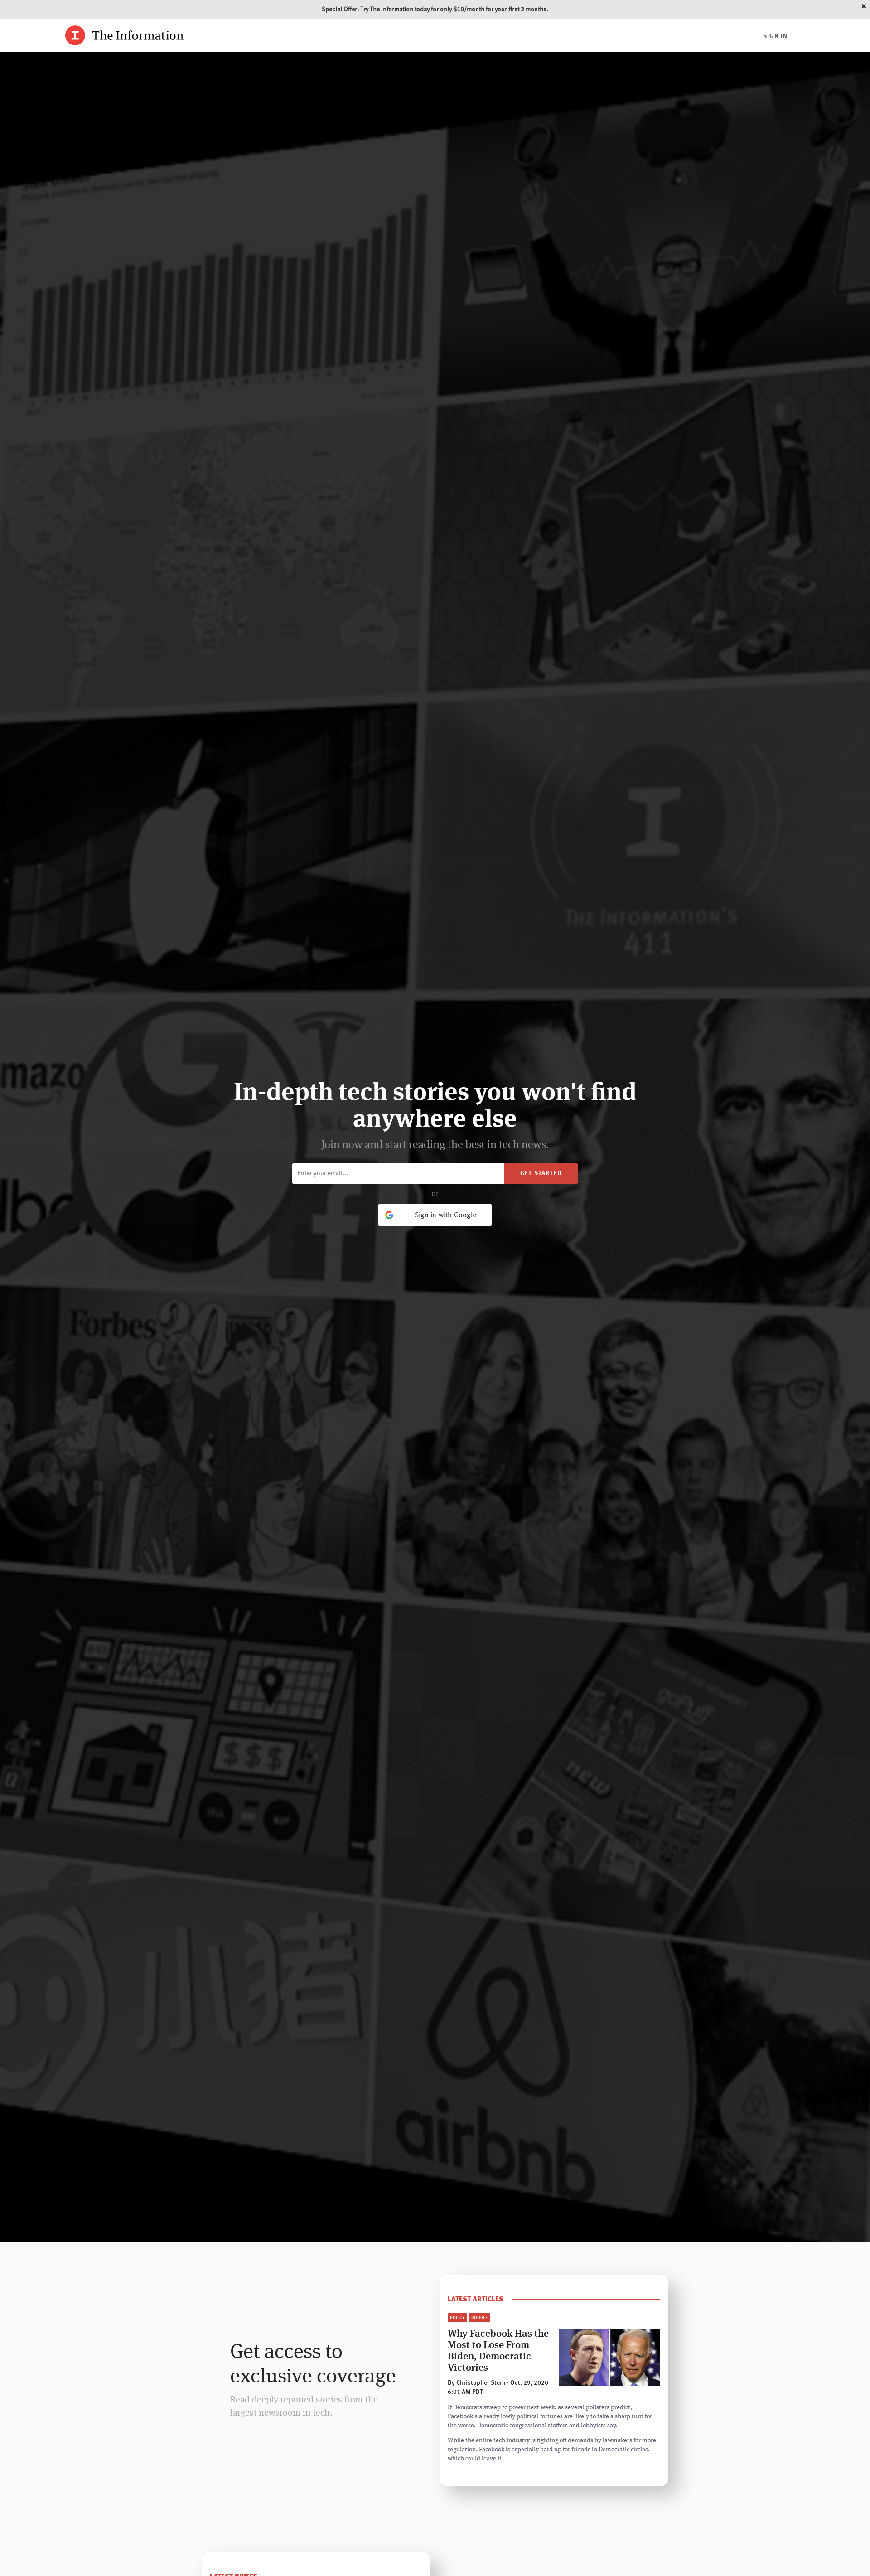 Special Offer: Try The Information today for only $10/month for your first 3 months.
The Information
SIGN IN
THE INFORMATION'S
411
In-depth tech stories you won't find
anywhere else
Join now and start reading the best in tech news.
Enter your email...
GET STARTED
- or -
Sign in with Google
Forbes
goPuff
new
小猪
airbnb
LATEST ARTICLES
POLICY
GOOGLE
Why Facebook Has the
Most to Lose From
Biden, Democratic
Victories
By Christopher Stern · Oct. 29, 2020
6:01 AM PDT
Get access to
exclusive coverage
Read deeply reported stories from the
largest newsroom in tech.
If Democrats sweep to power next week, as several pollsters predict,
Facebook's already lowly political fortunes are likely to take a sharp turn for
the worse, Democratic congressional staffers and lobbyists say.
While the entire tech industry is fighting off demands by lawmakers for more
regulation, Facebook is especially hard up for friends in Democratic circles,
which could leave it ...
LATEST BRIEFS